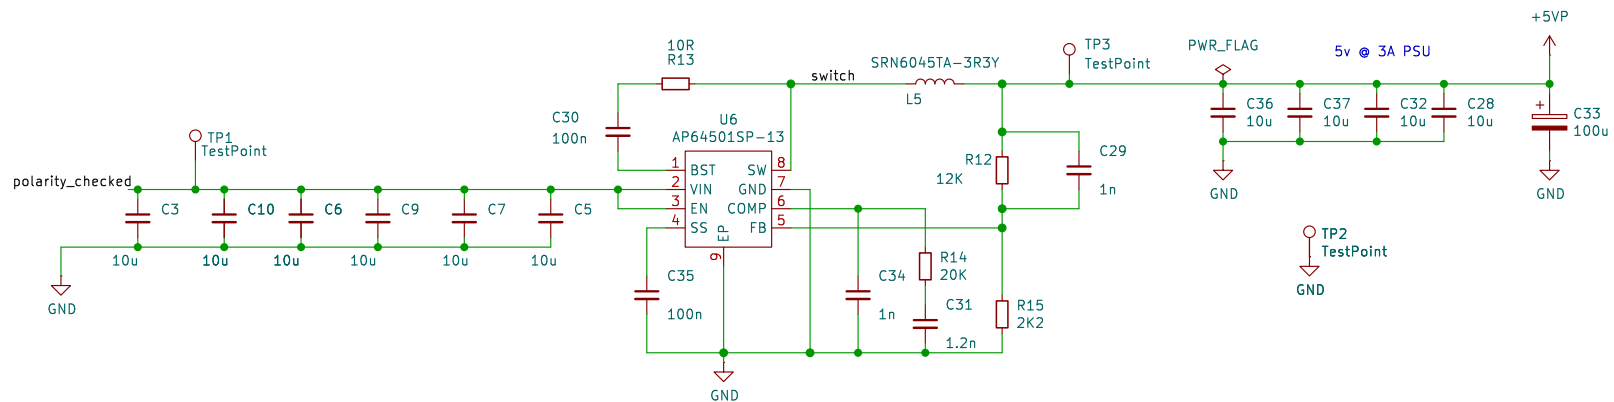 +5VP
10R
R13
TP3
TestPoint
PWR_FLAG
5v @ 3A PSU
switch
SRN6045TA-3R3Y
L5
C30
100n
U6
AP64501SP-13
C36
10u
C37
10u
C32
10u
C28
10u
C33
100u
TP1
TestPoint
polarity_checked
1 BST
2 VIN
3 EN
4 SS
SW 8
GND 7
COMP 6
FB 5
EP
9
R12
12K
C29
1n
GND
GND
C3
C10
C6
C9
C7
C5
10u
10u
10u
10u
10u
10u
GND
C35
100n
C34
1n
R14
20K
C31
1.2n
R15
2K2
TP2
TestPoint
GND
GND